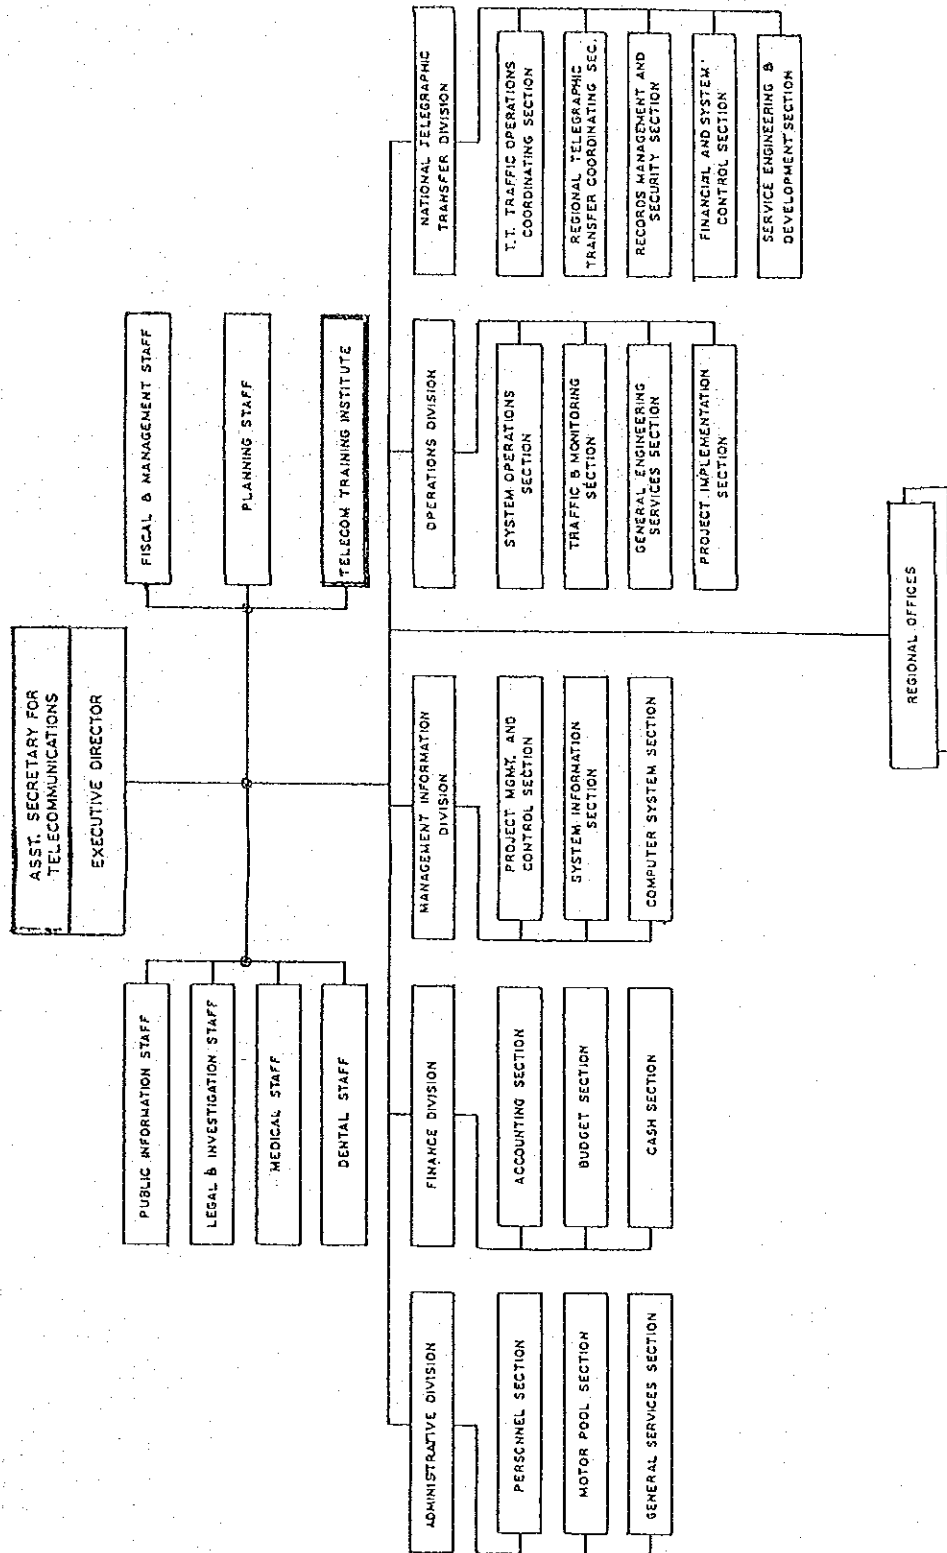 ASST. SECRETARY FOR
TELECOMMUNICATIONS
EXECUTIVE DIRECTOR
PUBLIC INFORMATION STAFF
LEGAL & INVESTIGATION STAFF
MEDICAL STAFF
DENTAL STAFF
FISCAL & MANAGEMENT STAFF
PLANNING STAFF
TELECOM TRAINING INSTITUTE
ADMINISTRATIVE DIVISION
PERSONNEL SECTION
MOTOR POOL SECTION
GENERAL SERVICES SECTION
FINANCE DIVISION
ACCOUNTING SECTION
BUDGET SECTION
CASH SECTION
MANAGEMENT INFORMATION
DIVISION
PROJECT MGMT. AND
CONTROL SECTION
SYSTEM INFORMATION
SECTION
COMPUTER SYSTEM SECTION
OPERATIONS DIVISION
SYSTEM OPERATIONS
SECTION
TRAFFIC & MONITORING
SECTION
GENERAL ENGINEERING
SERVICES SECTION
PROJECT IMPLEMENTATION
SECTION
NATIONAL TELEGRAPHIC
TRANSFER DIVISION
T.T. TRAFFIC OPERATIONS
COORDINATING SECTION
REGIONAL TELEGRAPHIC
TRANSFER COORDINATING SEC.
RECORDS MANAGEMENT AND
SECURITY SECTION
FINANCIAL AND SYSTEM
CONTROL SECTION
SERVICE ENGINEERING &
DEVELOPMENT SECTION
REGIONAL OFFICES